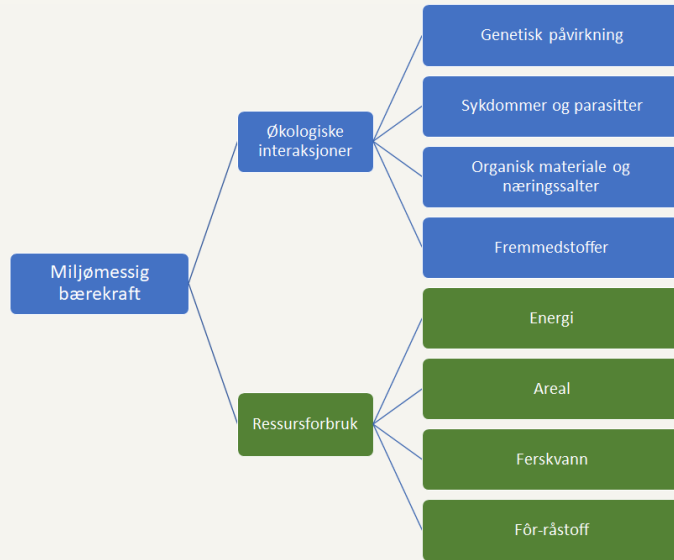 Miljømessig
bærekraft
Økologiske
interaksjoner
Genetisk påvirkning
Sykdommer og parasitter
Organisk materiale og
næringssalter
Fremmedstoffer
Ressursforbruk
Energi
Areal
Ferskvann
Fôr-råstoff